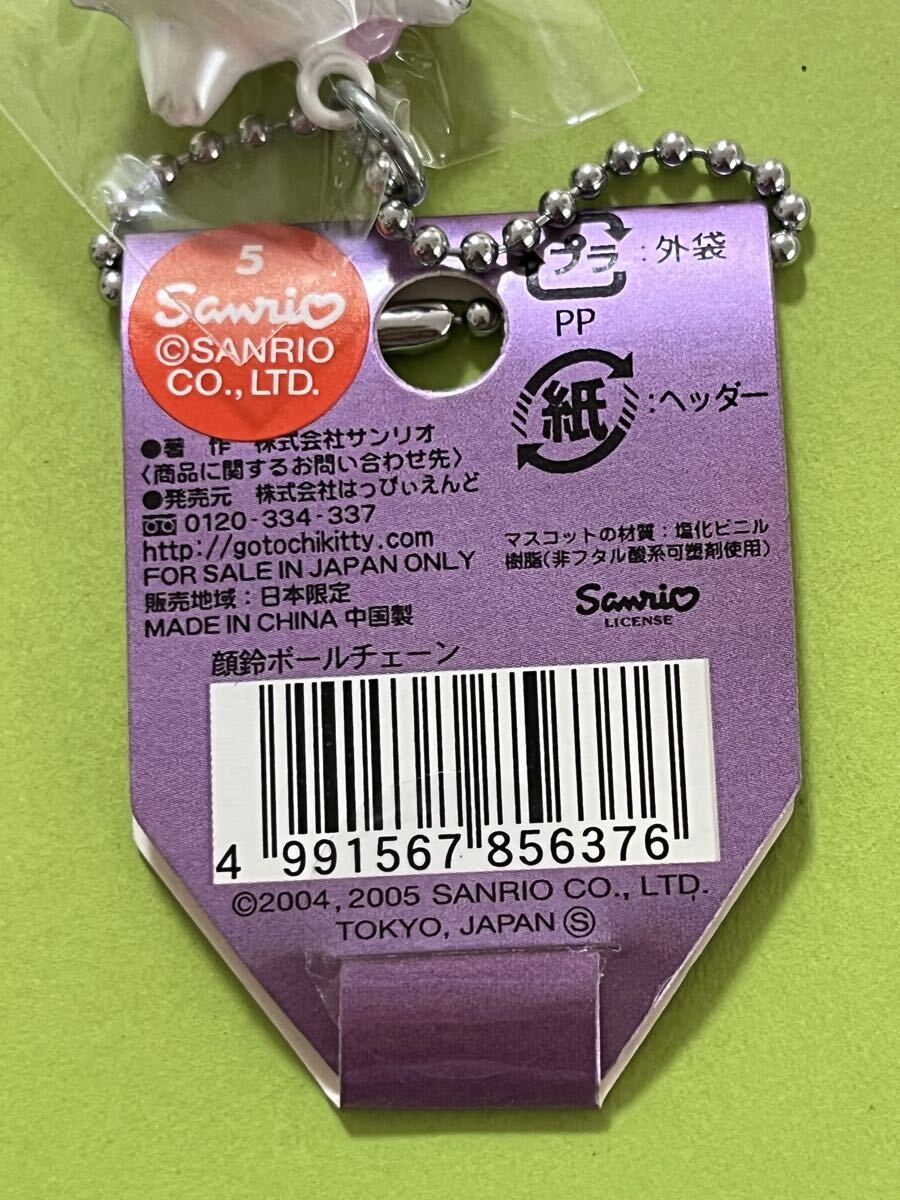 5
Sanrio
©SANRIO
CO., LTD.
プラ:外袋
PP
紙:ヘッダー
●著 作 株式会社サンリオ
〈商品に関するお問い合わせ先〉
●発売元 株式会社はっぴぃえんど
0120-334-337
http://gotochikitty.com
FOR SALE IN JAPAN ONLY
販売地域:日本限定
MADE IN CHINA 中国製
マスコットの材質:塩化ビニル
樹脂(非フタル酸系可塑剤使用)
Sanrio
LICENSE
顔鈴ボールチェーン
4 991567 856376
©2004, 2005 SANRIO CO., LTD.
TOKYO, JAPAN Ⓢ